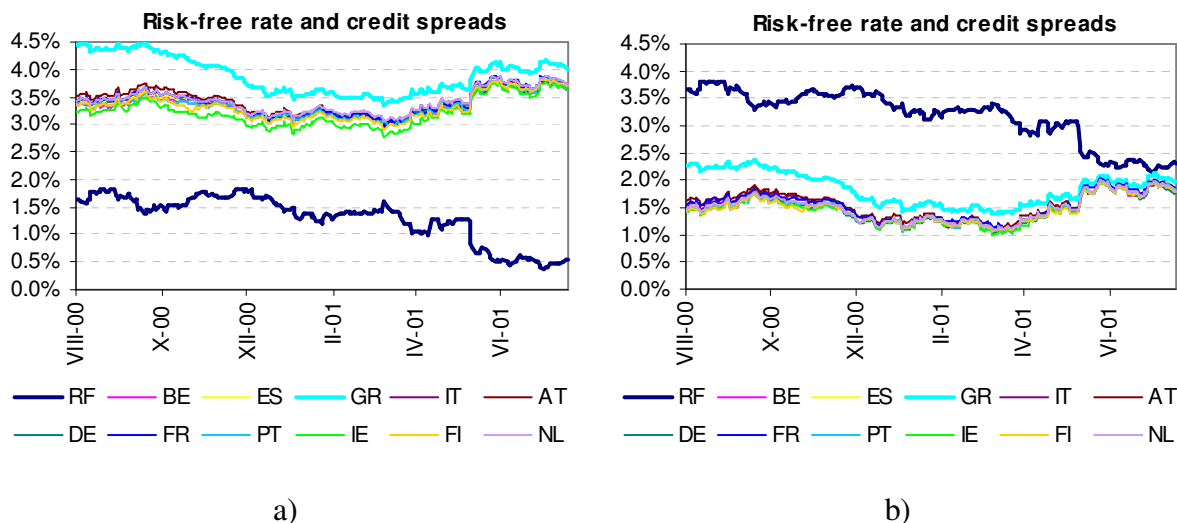 Risk-free rate and credit spreads
4.5%
4.0%
3.5%
3.0%
2.5%
2.0%
1.5%
1.0%
0.5%
0.0%
VIII-00
X-00
XII-00
II-01
IV-01
VI-01
RF BE ES GR IT AT
DE FR PT IE FI NL
a)
Risk-free rate and credit spreads
4.5%
4.0%
3.5%
3.0%
2.5%
2.0%
1.5%
1.0%
0.5%
0.0%
VIII-00
X-00
XII-00
II-01
IV-01
VI-01
RF BE ES GR IT AT
DE FR PT IE FI NL
b)